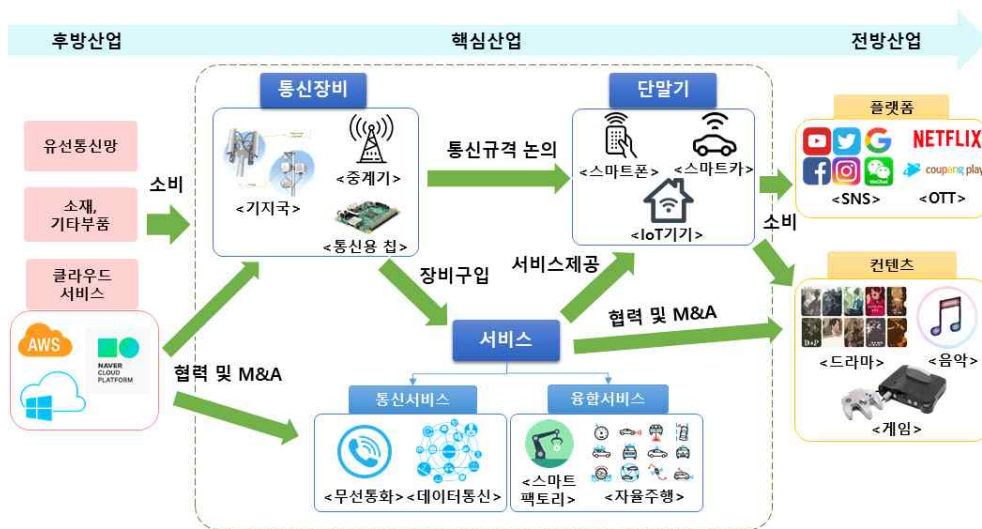 후방산업
핵심산업
전방산업
유선통신망
소재,
기타부품
클라우드
서비스
AWS
NAVER
CLOUD
PLATFORM
소비
협력 및 M&A
통신장비
<기지국>
<중계기>
<통신용 칩>
통신규격 논의
단말기
<스마트폰>
<스마트카>
<IoT기기>
장비구입
서비스제공
서비스
협력 및 M&A
통신서비스
<무선통화>
<데이터통신>
융합서비스
<스마트
팩토리>
<자율주행>
소비
플랫폼
NETFLIX
coupang play
<SNS>
<OTT>
컨텐츠
<드라마>
<음악>
<게임>